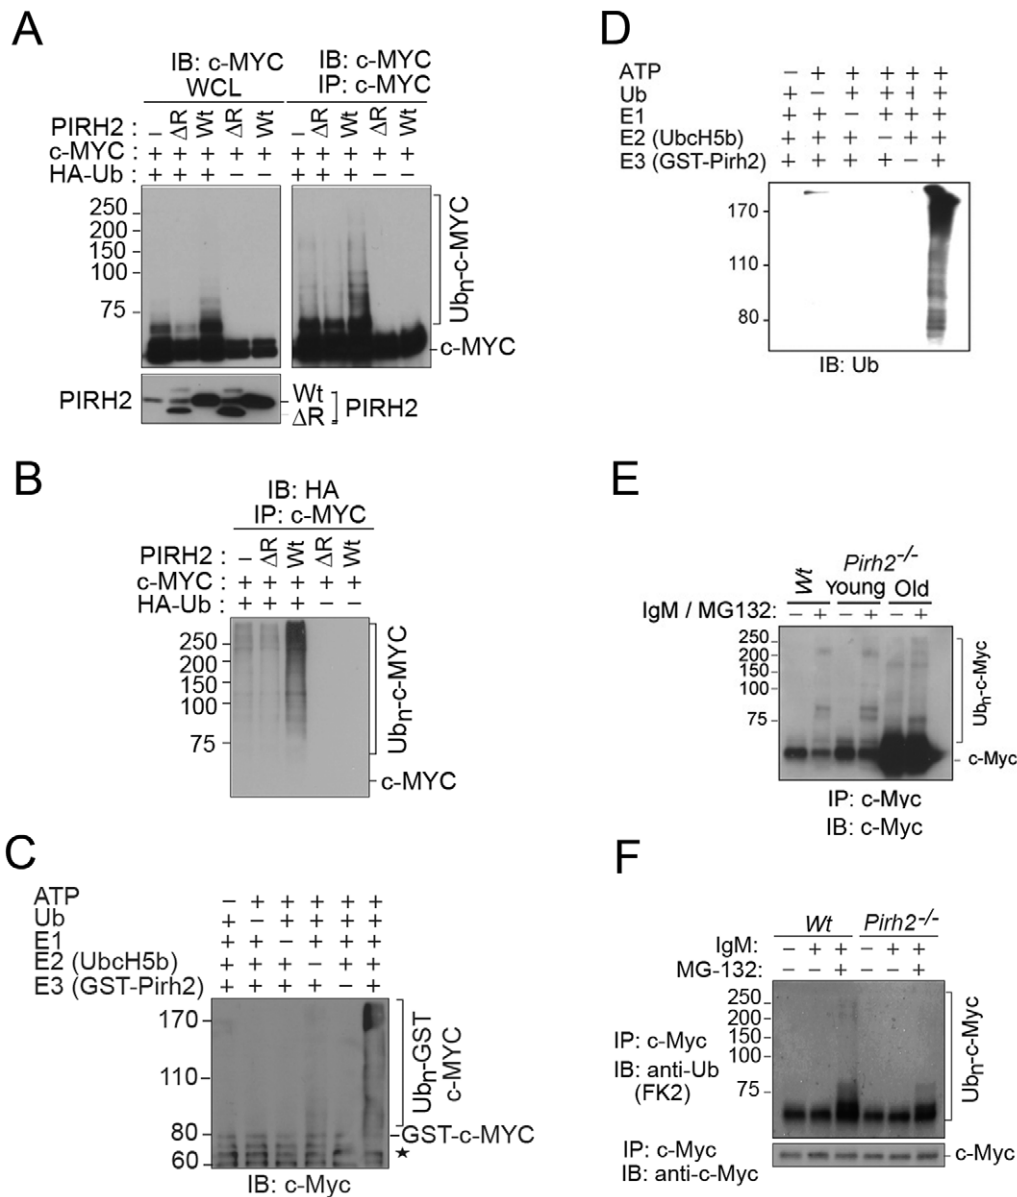 A
IB: c-MYC IB: c-MYC
WCL IP: c-MYC
PIRH2 : – ΔR Wt ΔR Wt – ΔR Wt ΔR Wt
c-MYC : + + + + + + + + + +
HA-Ub : + + + – – + + + – –
250
200
150
100
75
Ubn-c-MYC
c-MYC
PIRH2
Wt
ΔR
PIRH2
B
IB: HA
IP: c-MYC
PIRH2 : – ΔR Wt ΔR Wt
c-MYC : + + + + +
HA-Ub : + + + – –
250
200
150
100
75
Ubn-c-MYC
c-MYC
C
ATP – + + + + +
Ub + – + + + +
E1 + + – + + +
E2 (UbcH5b) + + + – + +
E3 (GST-Pirh2) + + + + – +
170
110
80
60
Ubn-GST
c-MYC
GST-c-MYC
★
IB: c-Myc
D
ATP – + + + + +
Ub + – + + + +
E1 + + – + + +
E2 (UbcH5b) + + + – + +
E3 (GST-Pirh2) + + + + – +
170
110
80
IB: Ub
E
Wt Pirh2-/-
Young Old
IgM / MG132: – + – + – +
250
200
150
100
75
Ubn-c-Myc
c-Myc
IP: c-Myc
IB: c-Myc
F
Wt Pirh2-/-
IgM: – + + – + +
MG-132: – – + – – +
250
200
150
100
75
IP: c-Myc
IB: anti-Ub
(FK2)
Ubn-c-Myc
IP: c-Myc
IB: anti-c-Myc
c-Myc